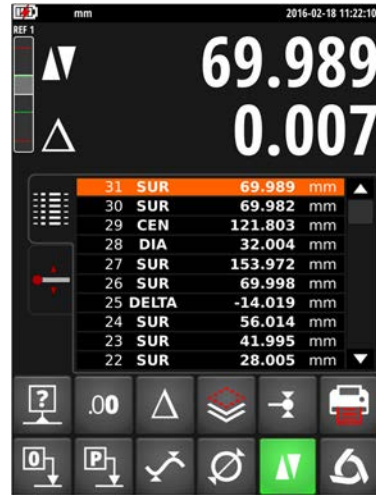 mm 2016-02-18 11:22:10
REF 1
69.989
Δ 0.007
31 SUR 69.989 mm
30 SUR 69.982 mm
29 CEN 121.803 mm
28 DIA 32.004 mm
27 SUR 153.972 mm
26 SUR 69.998 mm
25 DELTA -14.019 mm
24 SUR 56.014 mm
23 SUR 41.995 mm
22 SUR 28.005 mm
? .00 Δ
0 P Ø